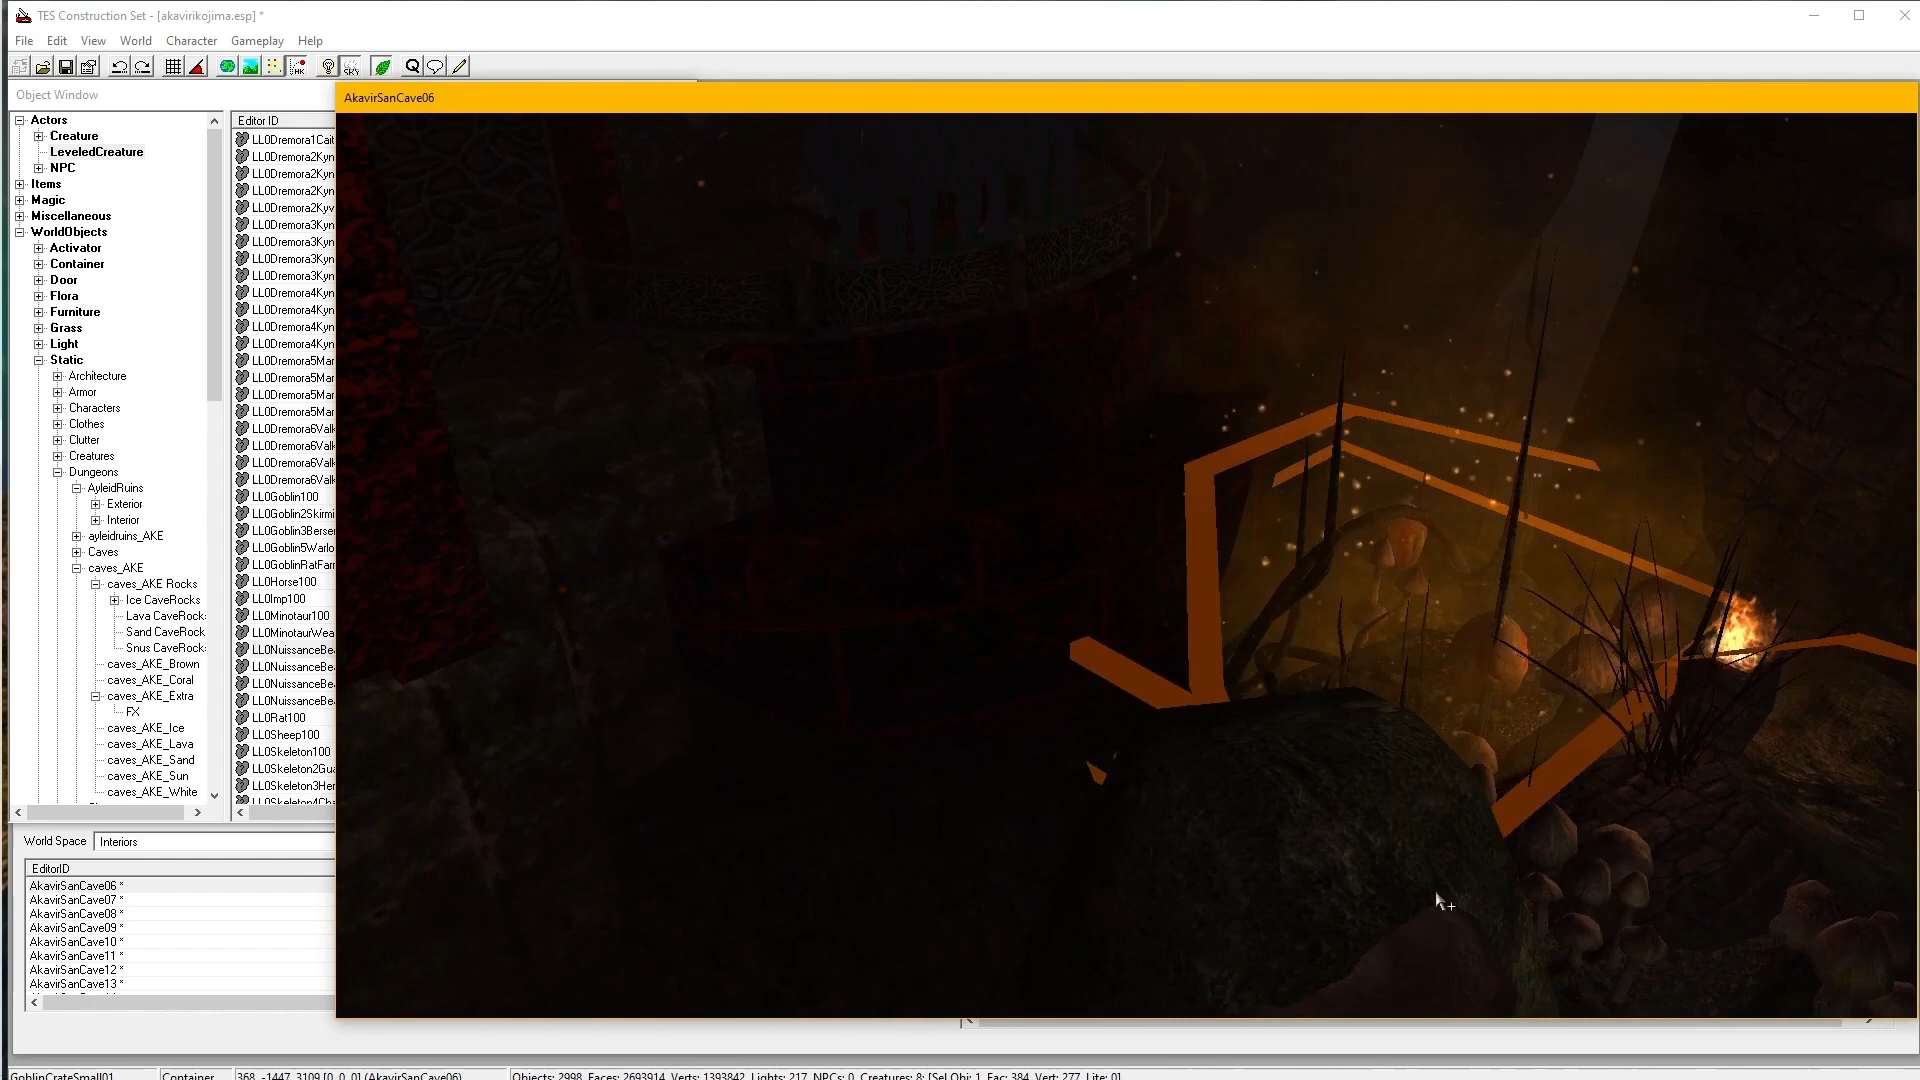 TES Construction Set - [akavirikojima.esp] *
File Edit View World Character Gameplay Help
Object Window
AkavirSanCave06
Actors
Creature
LeveledCreature
NPC
Items
Magic
Miscellaneous
WorldObjects
Activator
Container
Door
Flora
Furniture
Grass
Light
Static
Architecture
Armor
Characters
Clothes
Clutter
Creatures
Dungeons
AyleidRuins
Exterior
Interior
ayleidruins_AKE
Caves
caves_AKE
caves_AKE Rocks
Ice CaveRocks
Lava CaveRock
Sand CaveRock
Snus CaveRock
caves_AKE_Brown
caves_AKE_Coral
caves_AKE_Extra
FX
caves_AKE_Ice
caves_AKE_Lava
caves_AKE_Sand
caves_AKE_Sun
caves_AKE_White
Editor ID
LL0Dremora1Cait
LL0Dremora2Kyn
LL0Dremora2Kyn
LL0Dremora2Kyn
LL0Dremora2Kyv
LL0Dremora3Kyn
LL0Dremora3Kyn
LL0Dremora3Kyn
LL0Dremora3Kyn
LL0Dremora4Kyn
LL0Dremora4Kyn
LL0Dremora4Kyn
LL0Dremora4Kyn
LL0Dremora5Mar
LL0Dremora5Mar
LL0Dremora5Mar
LL0Dremora5Mar
LL0Dremora6Valk
LL0Dremora6Valk
LL0Dremora6Valk
LL0Dremora6Valk
LL0Goblin100
LL0Goblin2Skirmi
LL0Goblin3Berse
LL0Goblin5Warlo
LL0GoblinRatFar
LL0Horse100
LL0Imp100
LL0Minotaur100
LL0MinotaurWea
LL0NuissanceBe
LL0NuissanceBe
LL0NuissanceBe
LL0NuissanceBe
LL0Rat100
LL0Sheep100
LL0Skeleton100
LL0Skeleton2Gua
LL0Skeleton3Her
LL0Skeleton4Cha
World Space Interiors
EditorID
AkavirSanCave06 *
AkavirSanCave07 *
AkavirSanCave08 *
AkavirSanCave09 *
AkavirSanCave10 *
AkavirSanCave11 *
AkavirSanCave12 *
AkavirSanCave13 *
GoblinCrateSmall01 Container 368, -1447, 3109 [0, 0, 0] (AkavirSanCave06) Objects: 2998, Faces: 2693914, Verts: 1393842, Lights: 217, NPCs: 0, Creatures: 8; [Sel Obj: 1, Fac: 384, Vert: 277, Lite: 0]